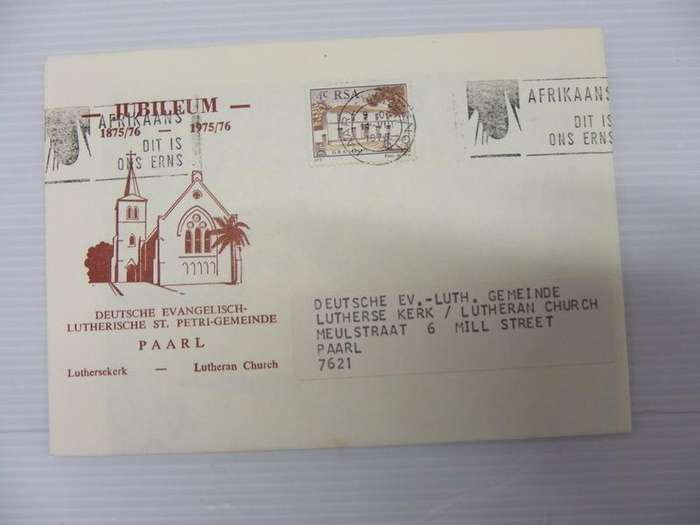 JUBILEUM
1875/76 — 1975/76
AFRIKAANS
DIT IS
ONS ERNS
4c RSA
PAARL
AFRIKAANS
DIT IS
ONS ERNS
DEUTSCHE EVANGELISCH-
LUTHERISCHE ST. PETRI-GEMEINDE
PAARL
Luthersekerk — Lutheran Church
DEUTSCHE EV.-LUTH. GEMEINDE
LUTHERSE KERK / LUTHERAN CHURCH
MEULSTRAAT 6 MILL STREET
PAARL
7621